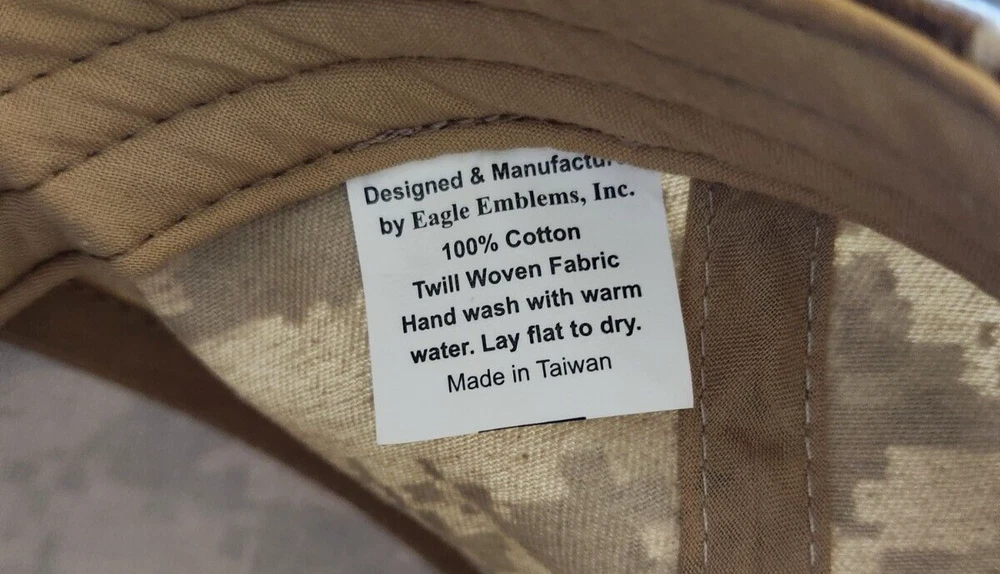 Designed & Manufactur
by Eagle Emblems, Inc.
100% Cotton
Twill Woven Fabric
Hand wash with warm
water. Lay flat to dry.
Made in Taiwan